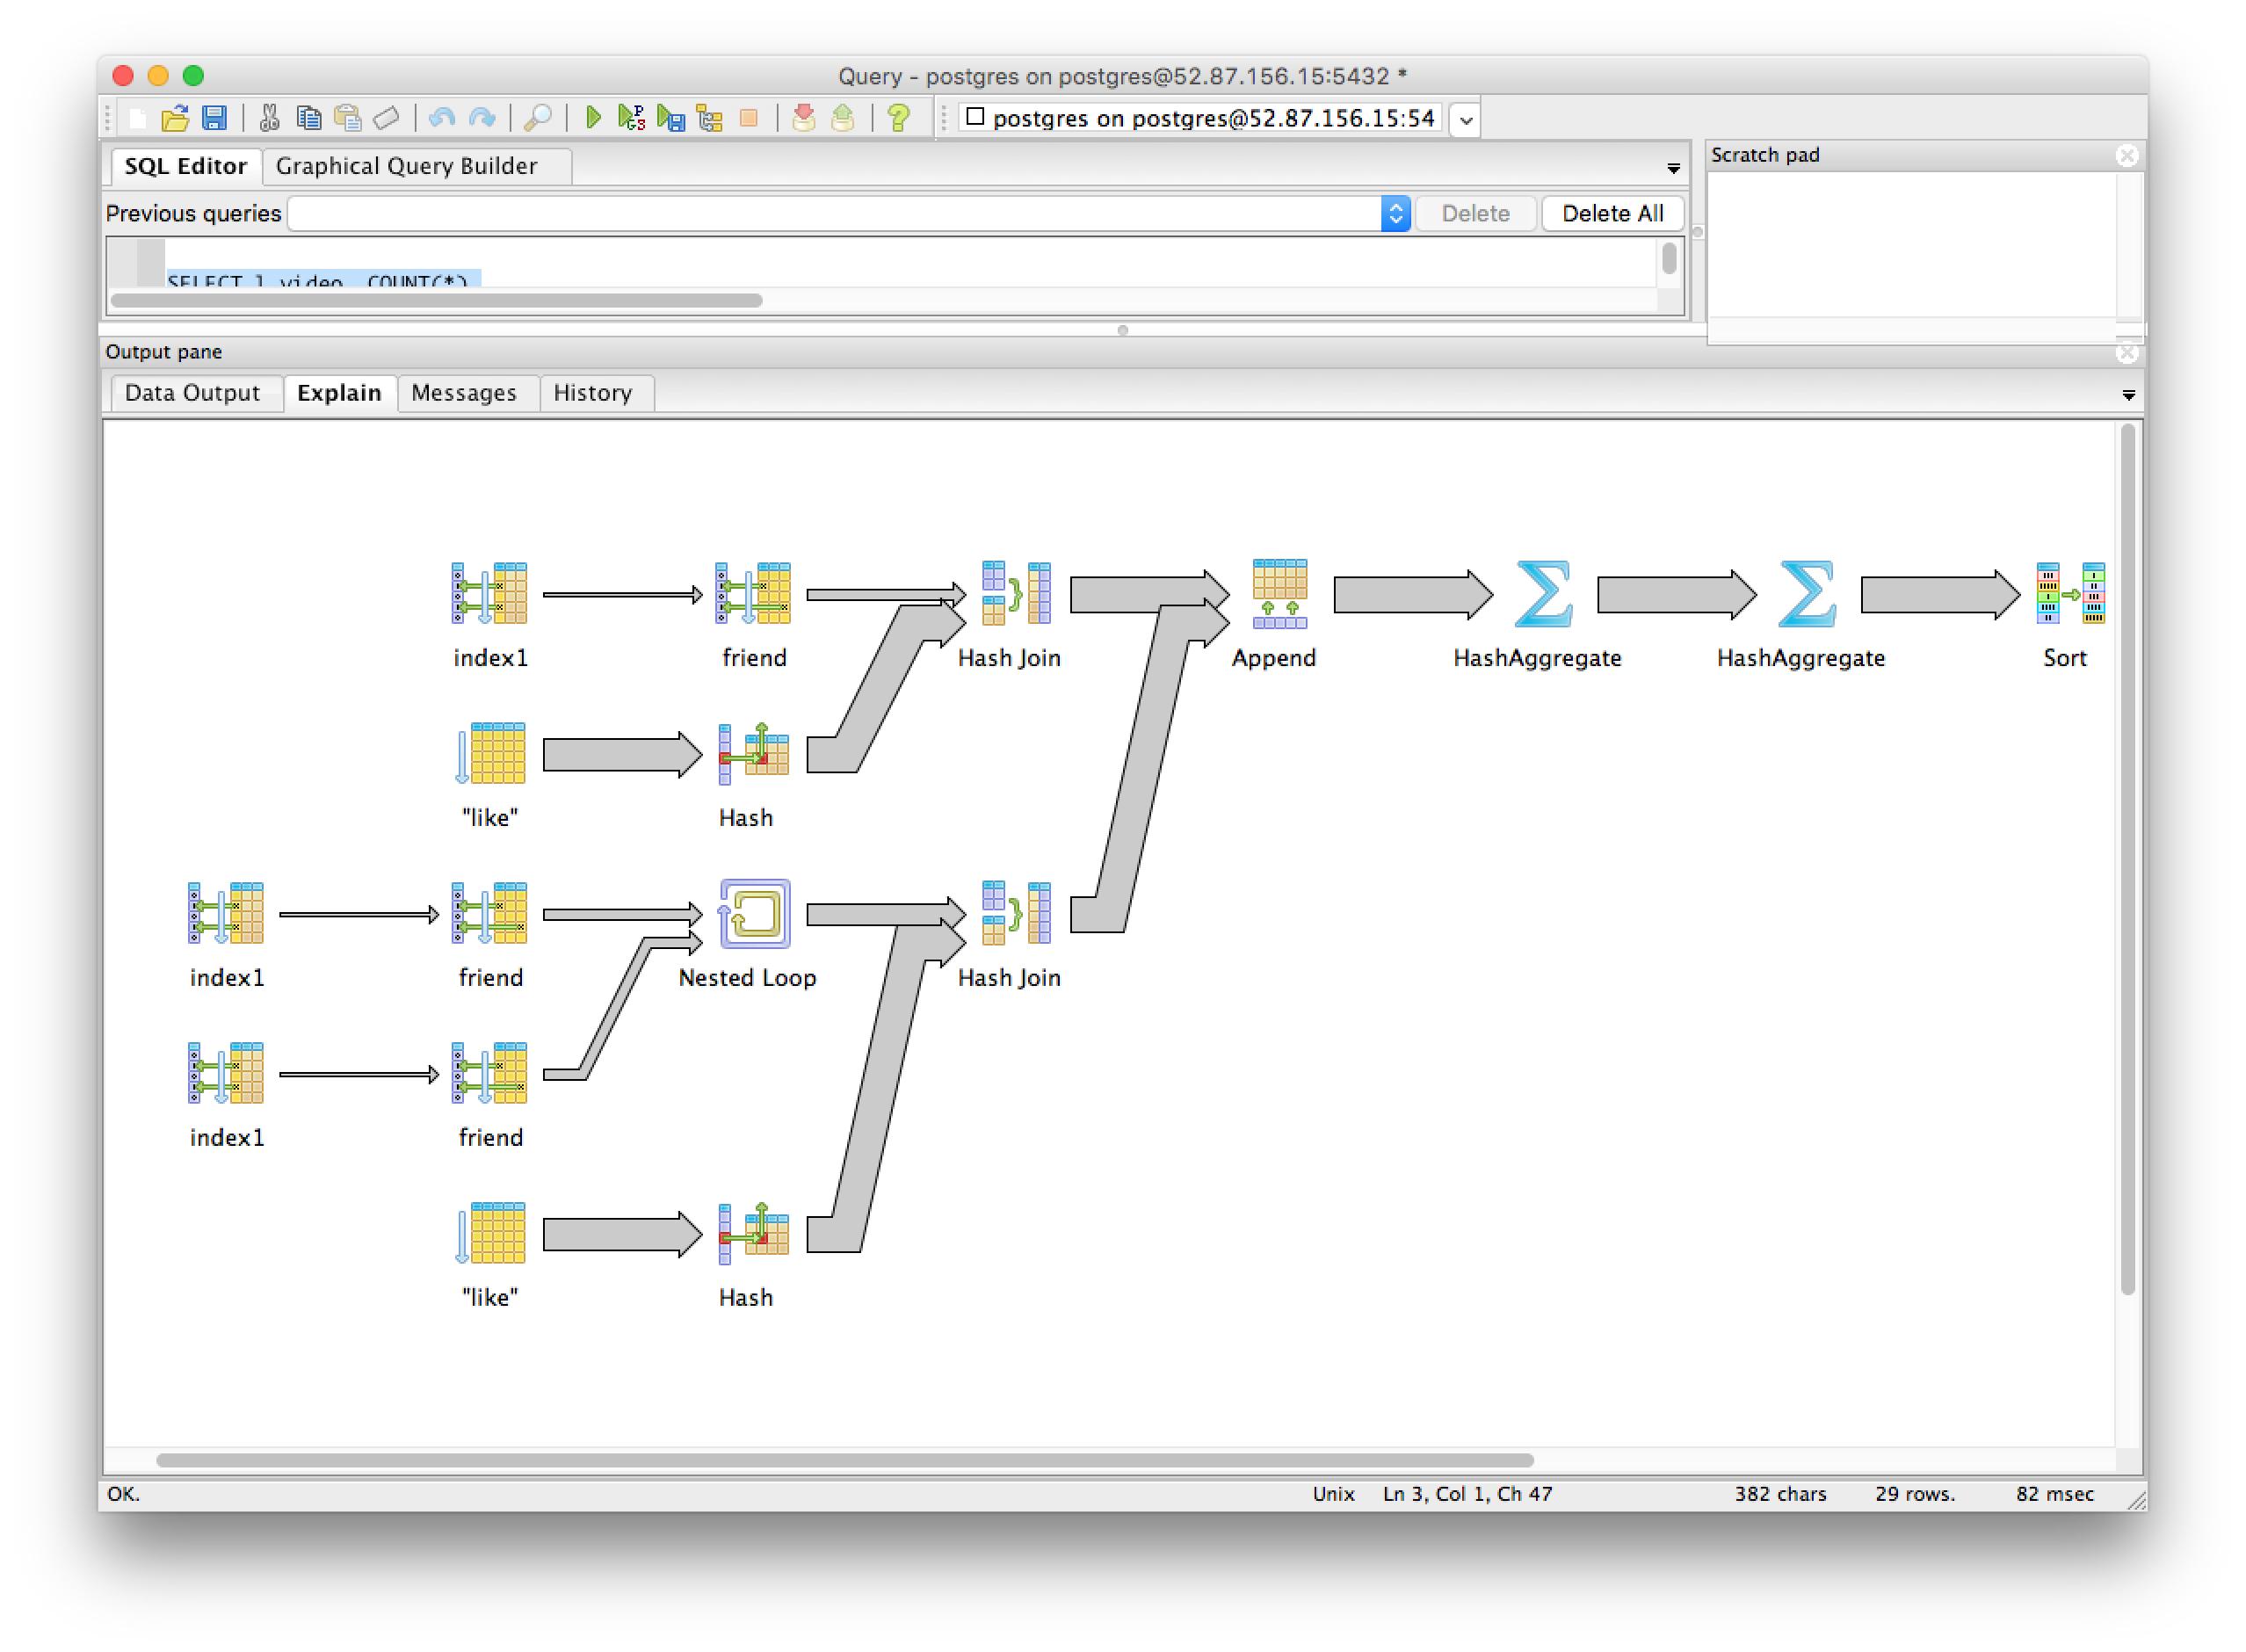 Query - postgres on postgres@52.87.156.15:5432 *
postgres on postgres@52.87.156.15:54
SQL Editor
Graphical Query Builder
Scratch pad
Previous queries
Delete
Delete All
SELECT l.video, COUNT(*)
Output pane
Data Output
Explain
Messages
History
index1
friend
Hash Join
Append
HashAggregate
HashAggregate
Sort
"like"
Hash
index1
friend
Nested Loop
Hash Join
index1
friend
"like"
Hash
OK.
Unix
Ln 3, Col 1, Ch 47
382 chars
29 rows.
82 msec